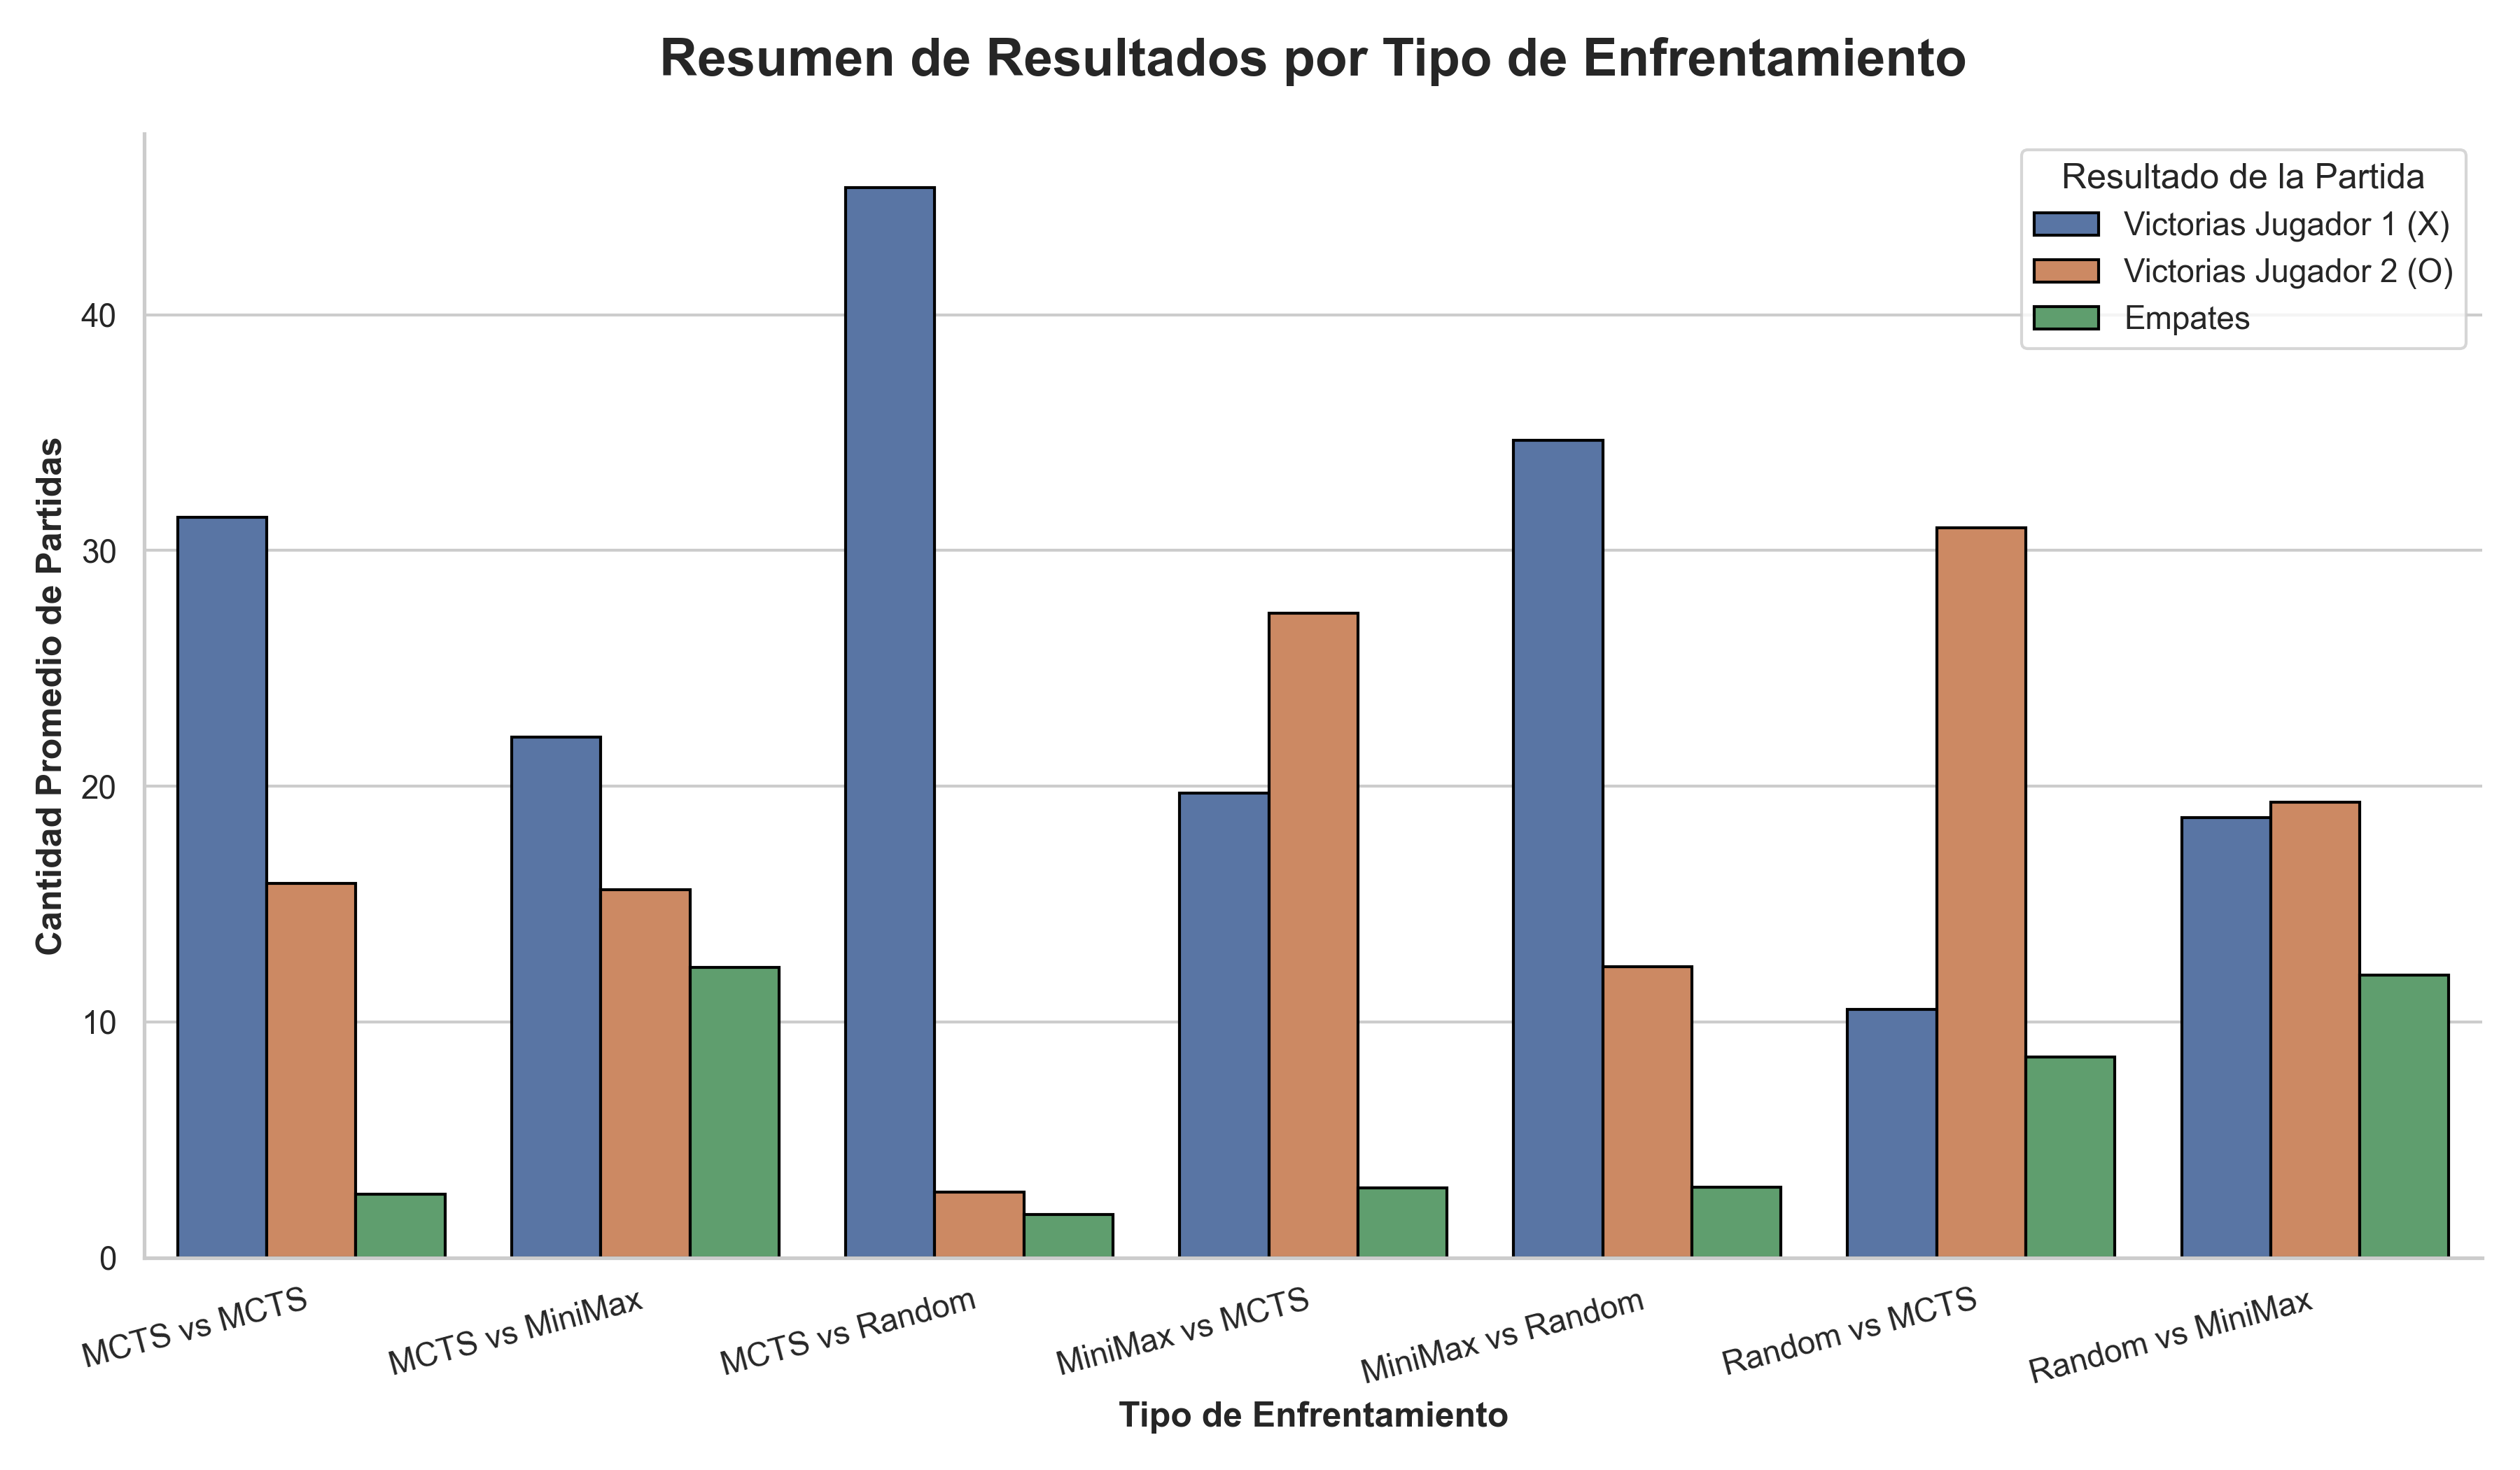 Resumen de Resultados por Tipo de Enfrentamiento
Resultado de la Partida
Victorias Jugador 1 (X)
Victorias Jugador 2 (O)
Empates
Cantidad Promedio de Partidas
40
30
20
10
0
MCTS vs MCTS
MCTS vs MiniMax
MCTS vs Random
MiniMax vs MCTS
MiniMax vs Random
Random vs MCTS
Random vs MiniMax
Tipo de Enfrentamiento